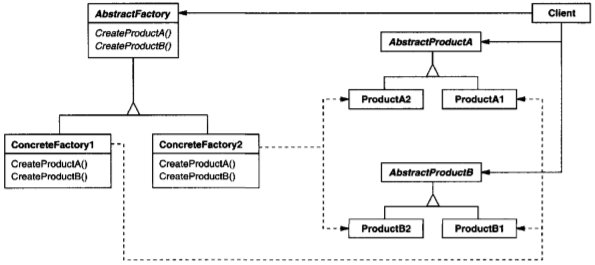 AbstractFactory
CreateProductA()
CreateProductB()
Client
AbstractProductA
ProductA2
ProductA1
ConcreteFactory1
CreateProductA()
CreateProductB()
ConcreteFactory2
CreateProductA()
CreateProductB()
AbstractProductB
ProductB2
ProductB1